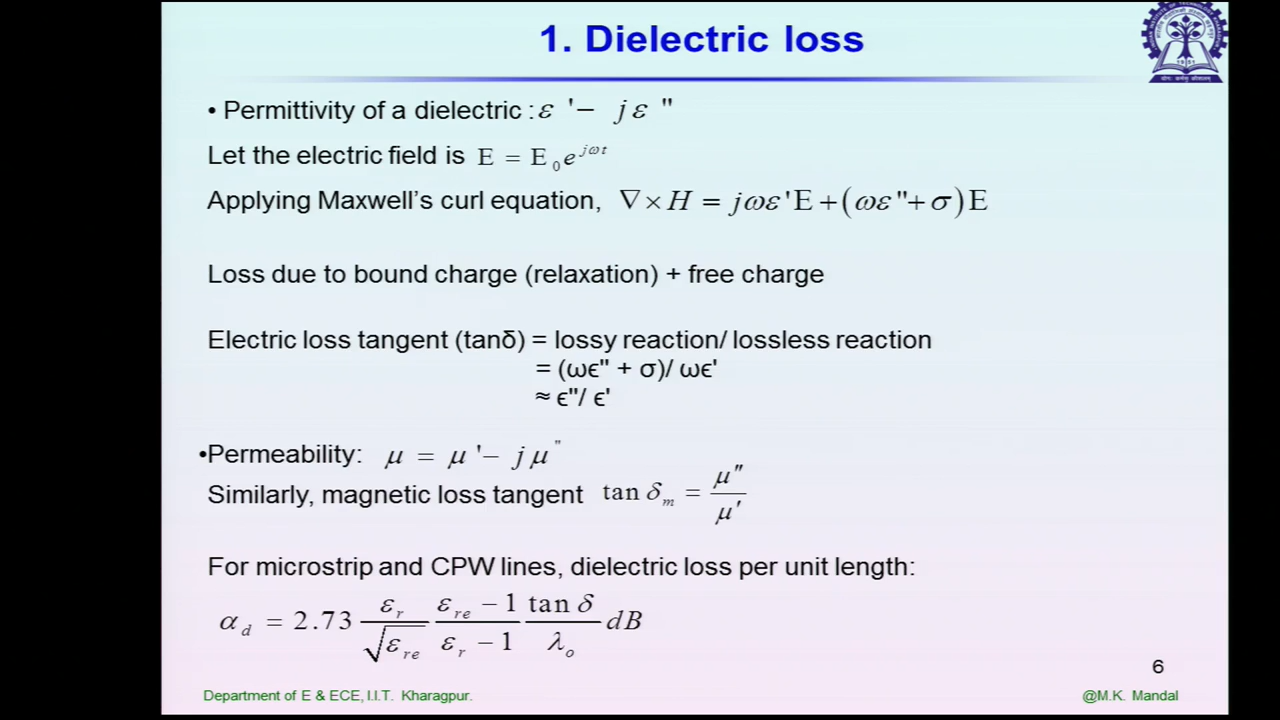 1. Dielectric loss
• Permittivity of a dielectric : ε '− j ε "
Let the electric field is E = E₀e^{jωt}
Applying Maxwell's curl equation, ∇×H = jωε'E+(ωε"+σ)E
Loss due to bound charge (relaxation) + free charge
Electric loss tangent (tanδ) = lossy reaction/ lossless reaction
= (ωϵ" + σ)/ ωϵ'
≈ ϵ"/ ϵ'
•Permeability: μ = μ '− j μ "
Similarly, magnetic loss tangent tan δ_m = μ"/μ'
For microstrip and CPW lines, dielectric loss per unit length:
α_d = 2.73 ε_r/√ε_re (ε_re − 1)/(ε_r − 1) tan δ/λ_o dB
6
Department of E & ECE, I.I.T. Kharagpur. @M.K. Mandal